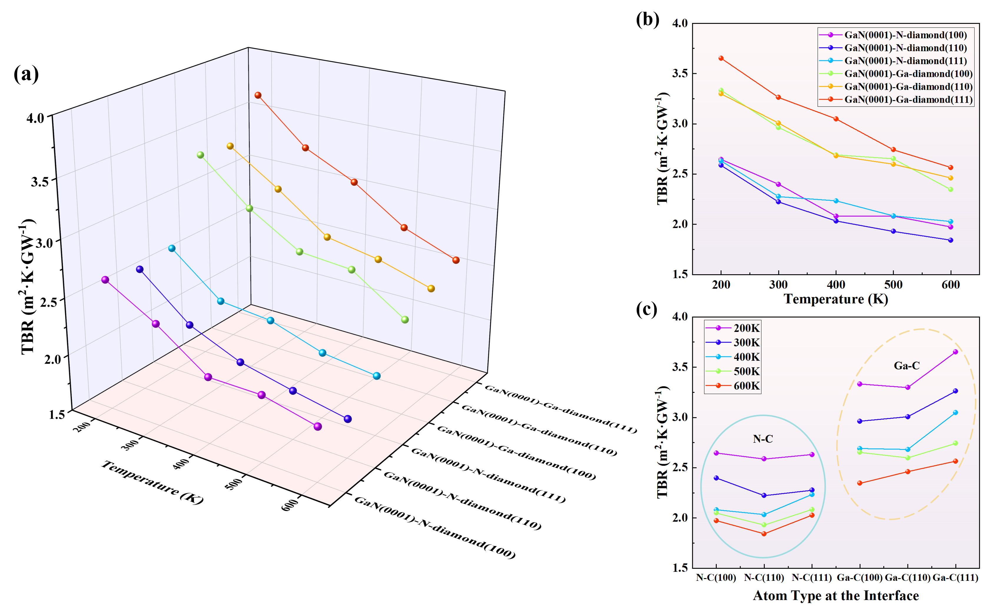 (a)
4.0
3.5
3.0
2.5
2.0
1.5
TBR (m²·K·GW⁻¹)
200
300
400
500
600
Temperature (K)
GaN(0001)-Ga-diamond(111)
GaN(0001)-Ga-diamond(110)
GaN(0001)-Ga-diamond(100)
GaN(0001)-N-diamond(111)
GaN(0001)-N-diamond(110)
GaN(0001)-N-diamond(100)
(b)
4.0
3.5
3.0
2.5
2.0
1.5
TBR (m²·K·GW⁻¹)
GaN(0001)-N-diamond(100)
GaN(0001)-N-diamond(110)
GaN(0001)-N-diamond(111)
GaN(0001)-Ga-diamond(100)
GaN(0001)-Ga-diamond(110)
GaN(0001)-Ga-diamond(111)
200 300 400 500 600
Temperature (K)
(c)
4.0
3.5
3.0
2.5
2.0
1.5
TBR (m²·K·GW⁻¹)
200K
300K
400K
500K
600K
Ga-C
N-C
N-C(100) N-C(110) N-C(111) Ga-C(100) Ga-C(110) Ga-C(111)
Atom Type at the Interface